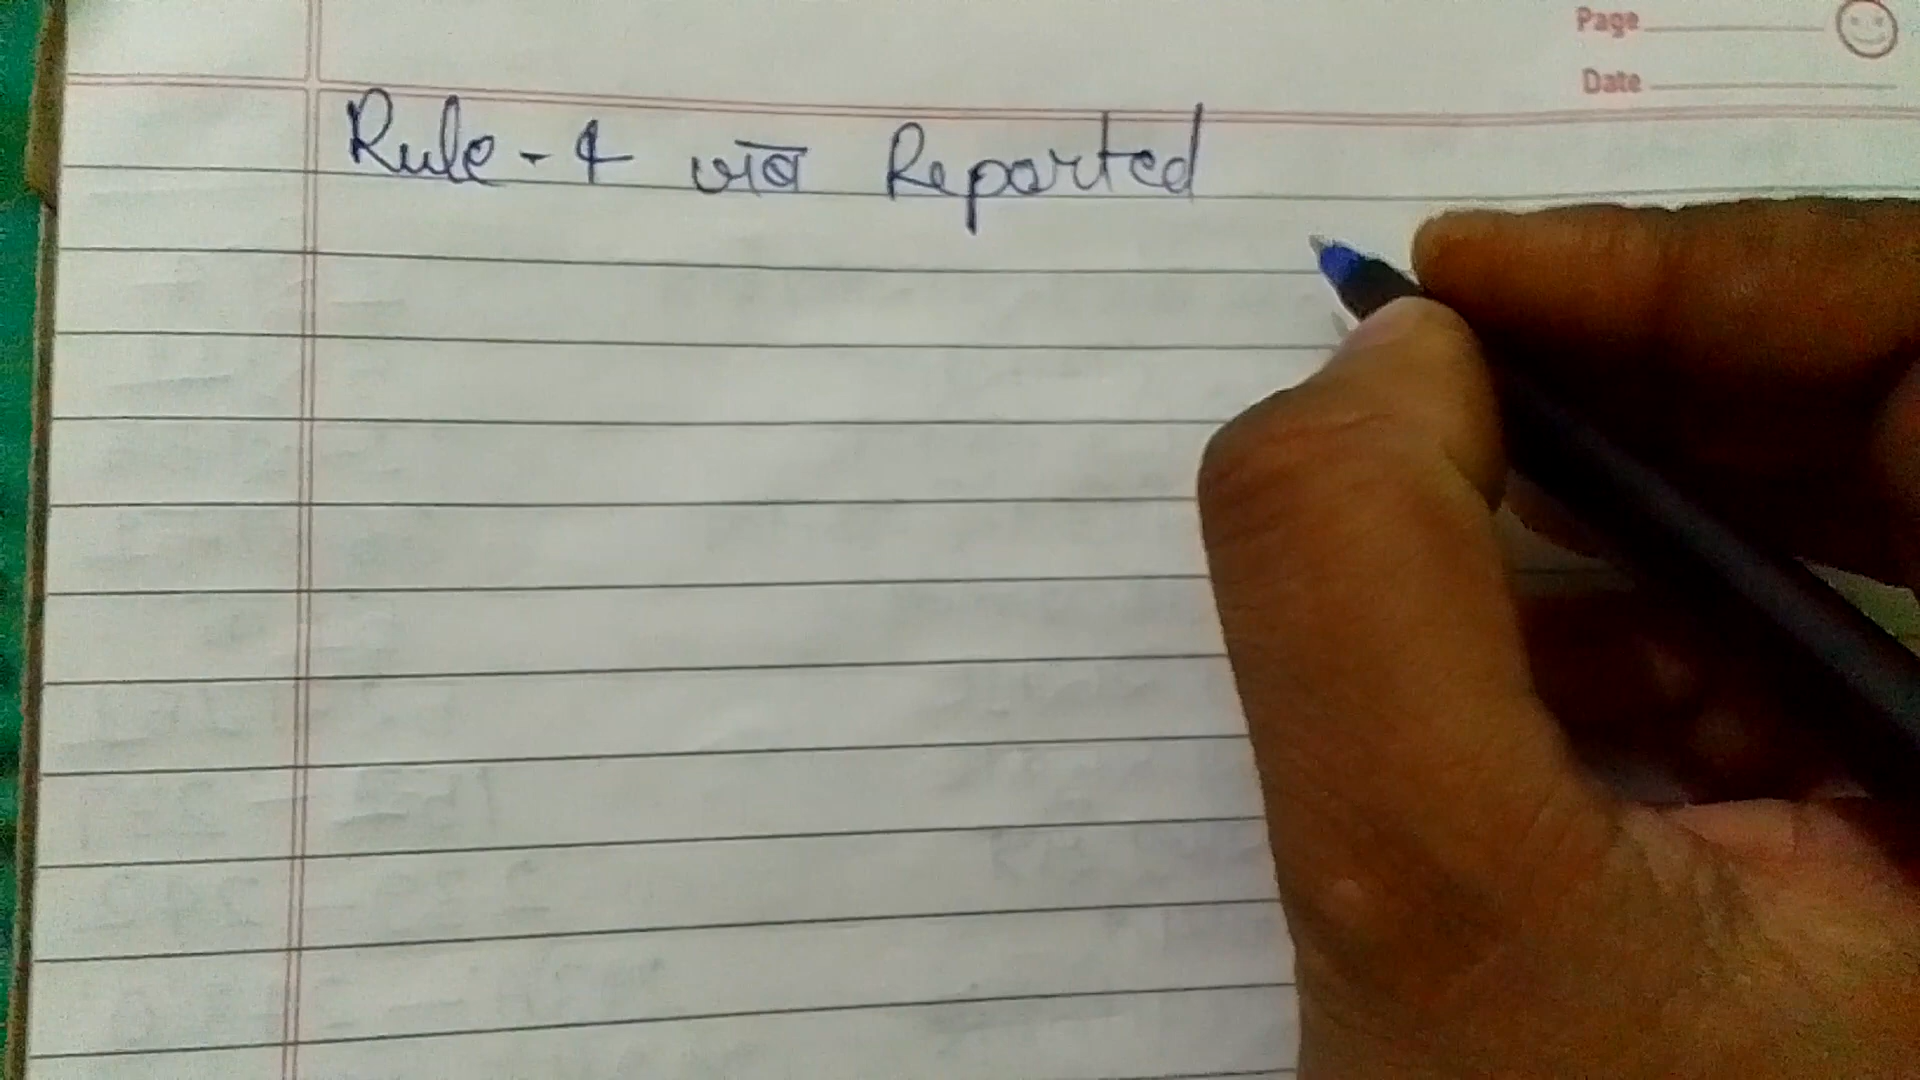 Page
Date
Rule - 4 जब Reported